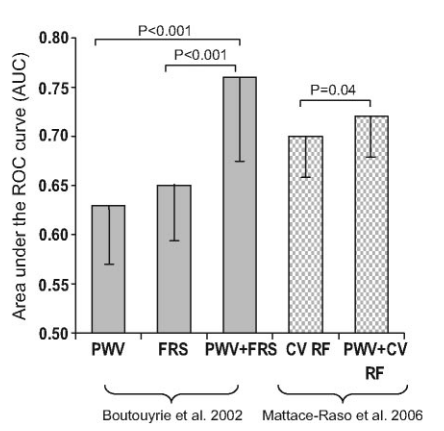 P<0.001
P<0.001
P=0.04
Area under the ROC curve (AUC)
0.80
0.75
0.70
0.65
0.60
0.55
0.50
PWV FRS PWV+FRS CV RF PWV+CV
RF
Boutouyrie et al. 2002 Mattace-Raso et al. 2006